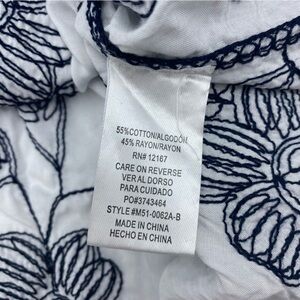 55%COTTON/ALGODÓN
45% RAYON/RAYON
RN# 12167
CARE ON REVERSE
VER AL DORSO
PARA CUIDADO
PO#3743464
STYLE #M51-0062A-B
MADE IN CHINA
HECHO EN CHINA